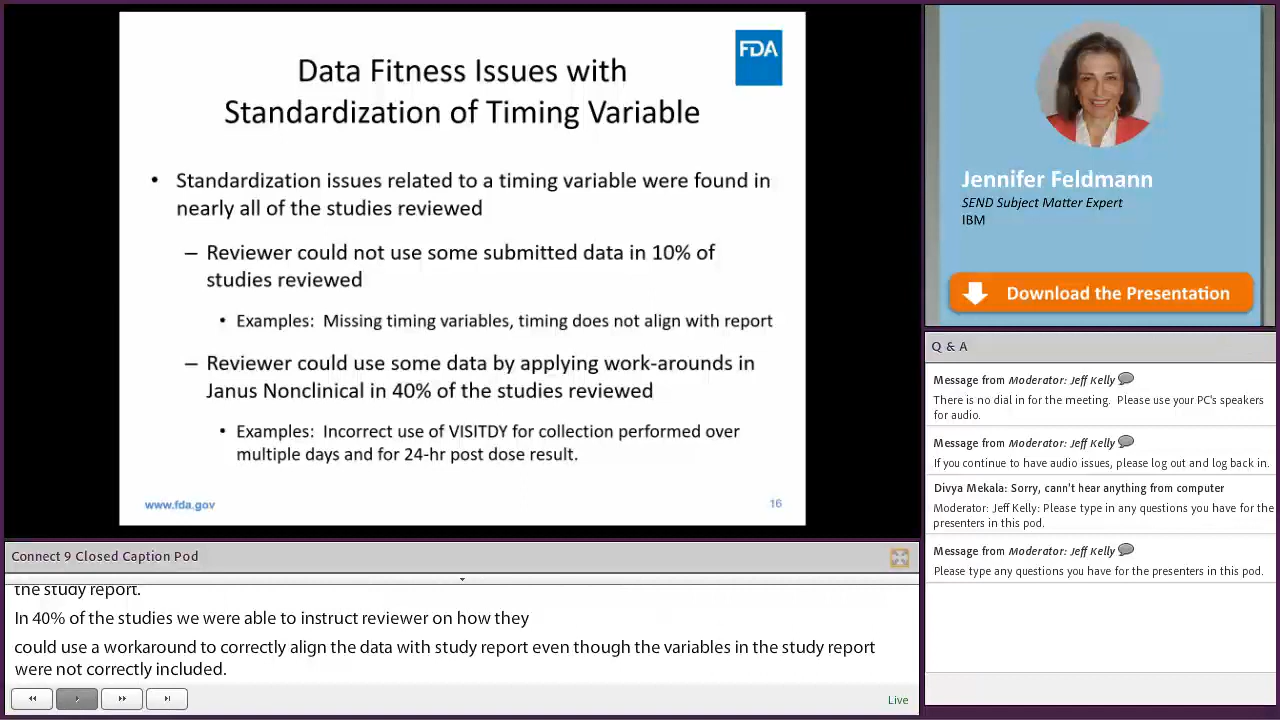 FDA
Data Fitness Issues with
Standardization of Timing Variable
• Standardization issues related to a timing variable were found in
nearly all of the studies reviewed
– Reviewer could not use some submitted data in 10% of
studies reviewed
• Examples: Missing timing variables, timing does not align with report
– Reviewer could use some data by applying work-arounds in
Janus Nonclinical in 40% of the studies reviewed
• Examples: Incorrect use of VISITDY for collection performed over
multiple days and for 24-hr post dose result.
www.fda.gov
16
Jennifer Feldmann
SEND Subject Matter Expert
IBM
Download the Presentation
Q & A
Message from Moderator: Jeff Kelly
There is no dial in for the meeting. Please use your PC's speakers
for audio.
Message from Moderator: Jeff Kelly
If you continue to have audio issues, please log out and log back in.
Divya Mekala: Sorry, cann't hear anything from computer
Moderator: Jeff Kelly: Please type in any questions you have for the
presenters in this pod.
Message from Moderator: Jeff Kelly
Please type any questions you have for the presenters in this pod.
Connect 9 Closed Caption Pod
the study report.
In 40% of the studies we were able to instruct reviewer on how they
could use a workaround to correctly align the data with study report even though the variables in the study report
were not correctly included.
Live